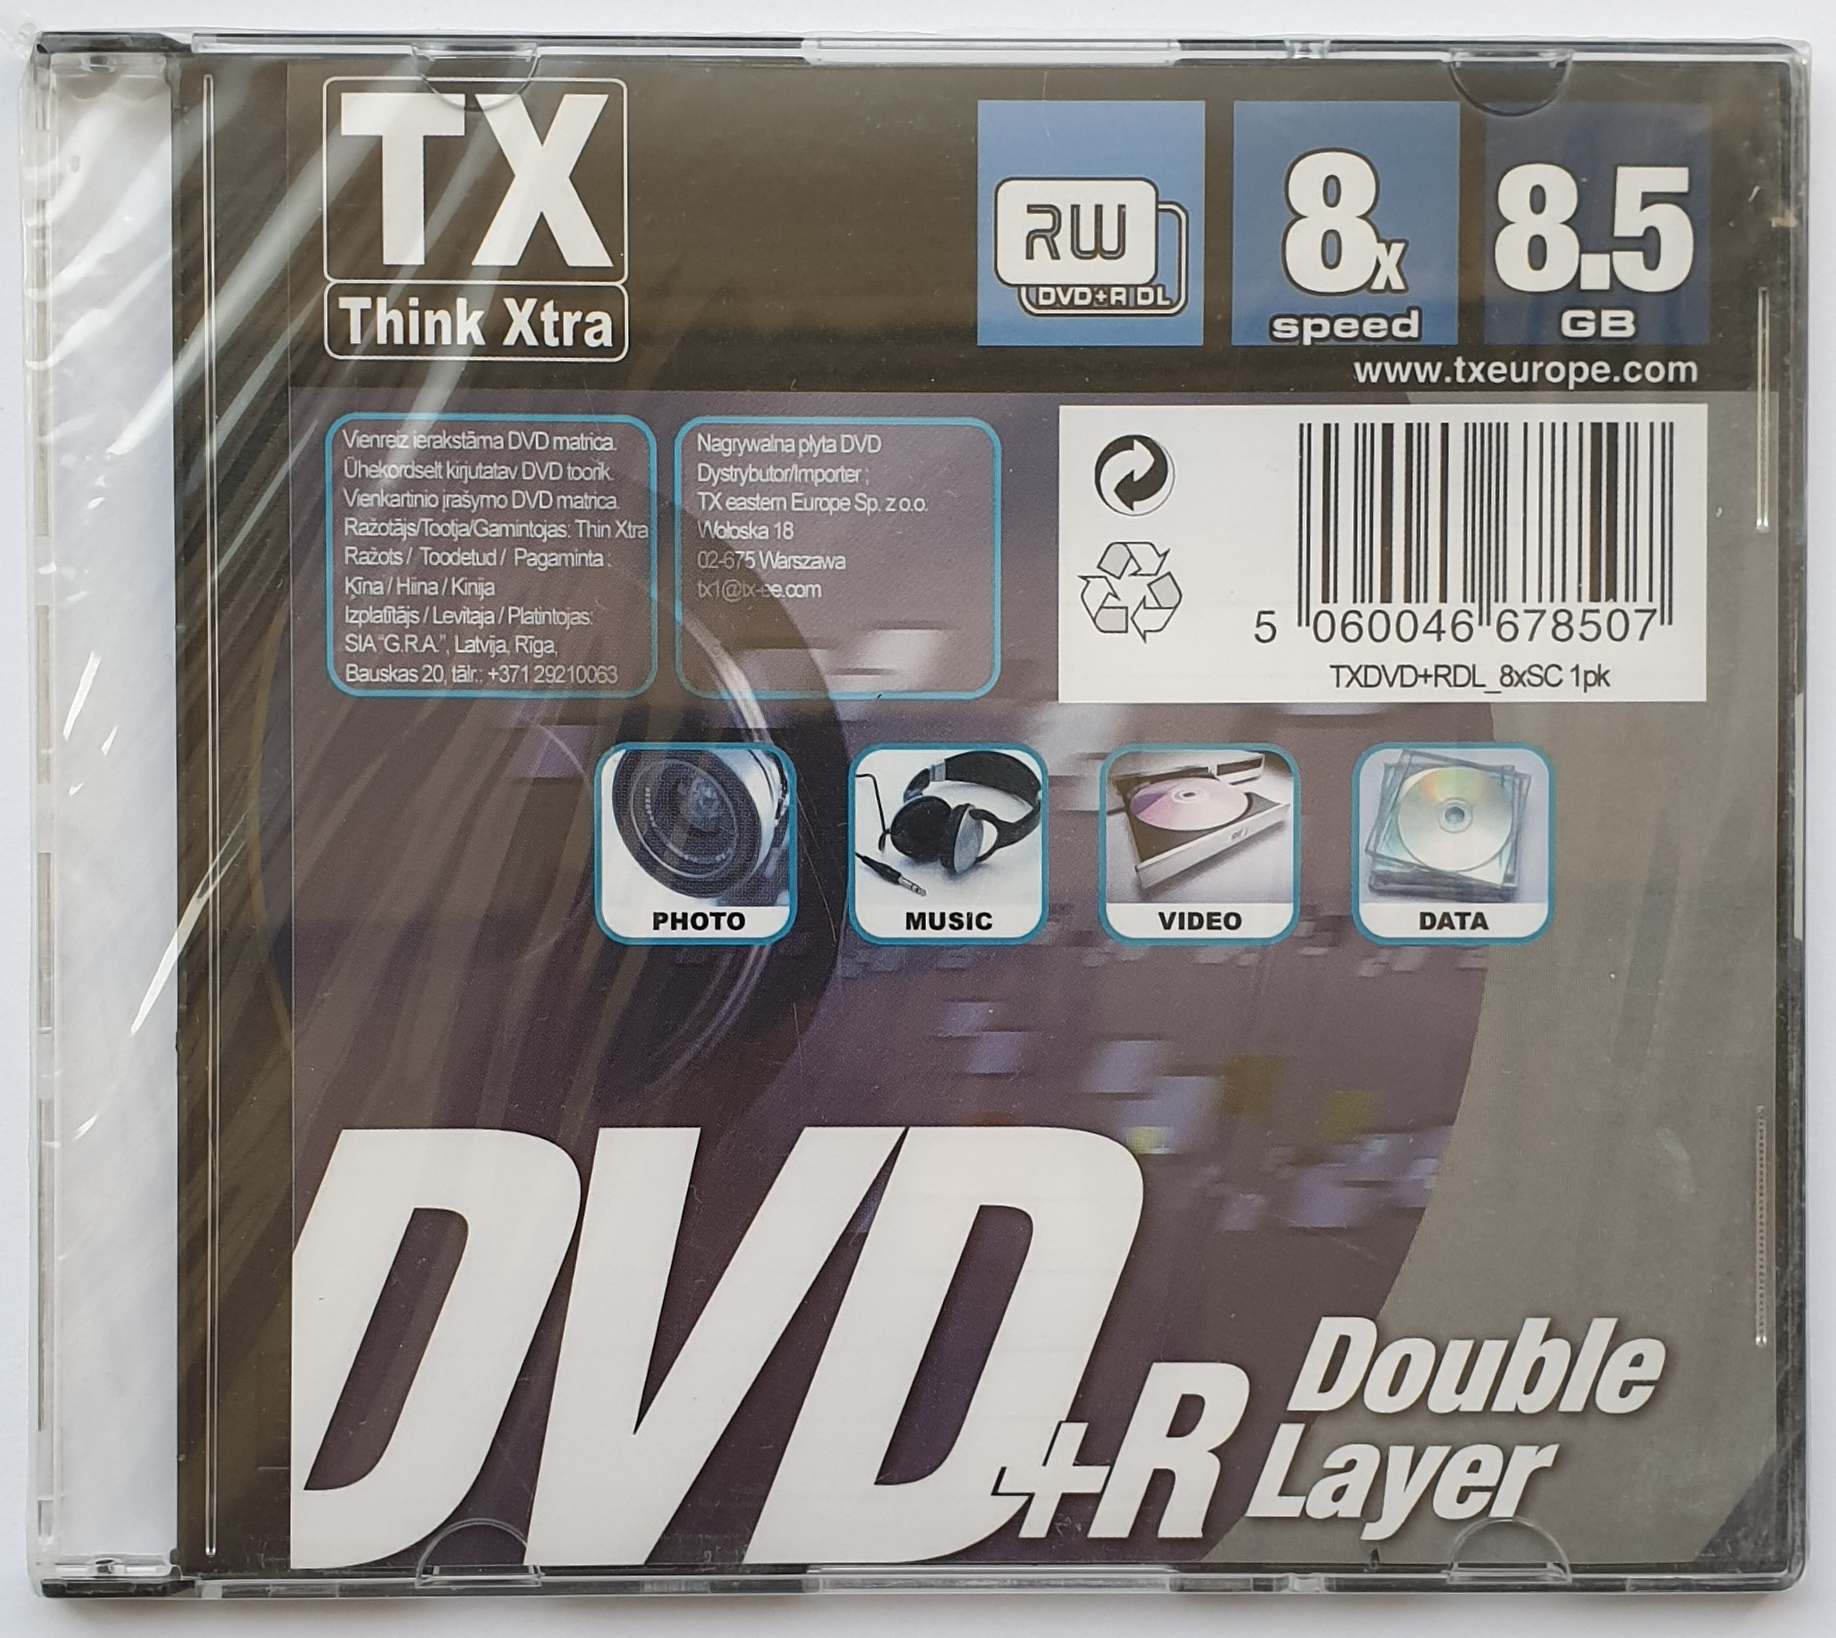 TX
Think Xtra
RW
DVD+R DL
8x
speed
8.5
GB
www.txeurope.com
Vienreiz ierakstāma DVD matrica.
Ühekordselt kirjutatav DVD toorik.
Vienkartinio įrašymo DVD matrica.
Ražotājs/Tootja/Gamintojas: Thin Xtra
Ražots / Toodetud / Pagaminta :
Ķīna / Hiina / Kinija
Izplatītājs / Levitaja / Platintojas:
SIA "G.R.A.", Latvija, Rīga,
Bauskas 20, tālr.: +371 29210063
Nagrywalna płyta DVD
Dystrybutor/Importer ;
TX eastern Europe Sp. z o.o.
Wołoska 18
02-675 Warszawa
tx1@tx-ee.com
5 060046 678507
TXDVD+RDL_8xSC 1pk
PHOTO
MUSIC
VIDEO
DATA
DVD+R
Double
Layer